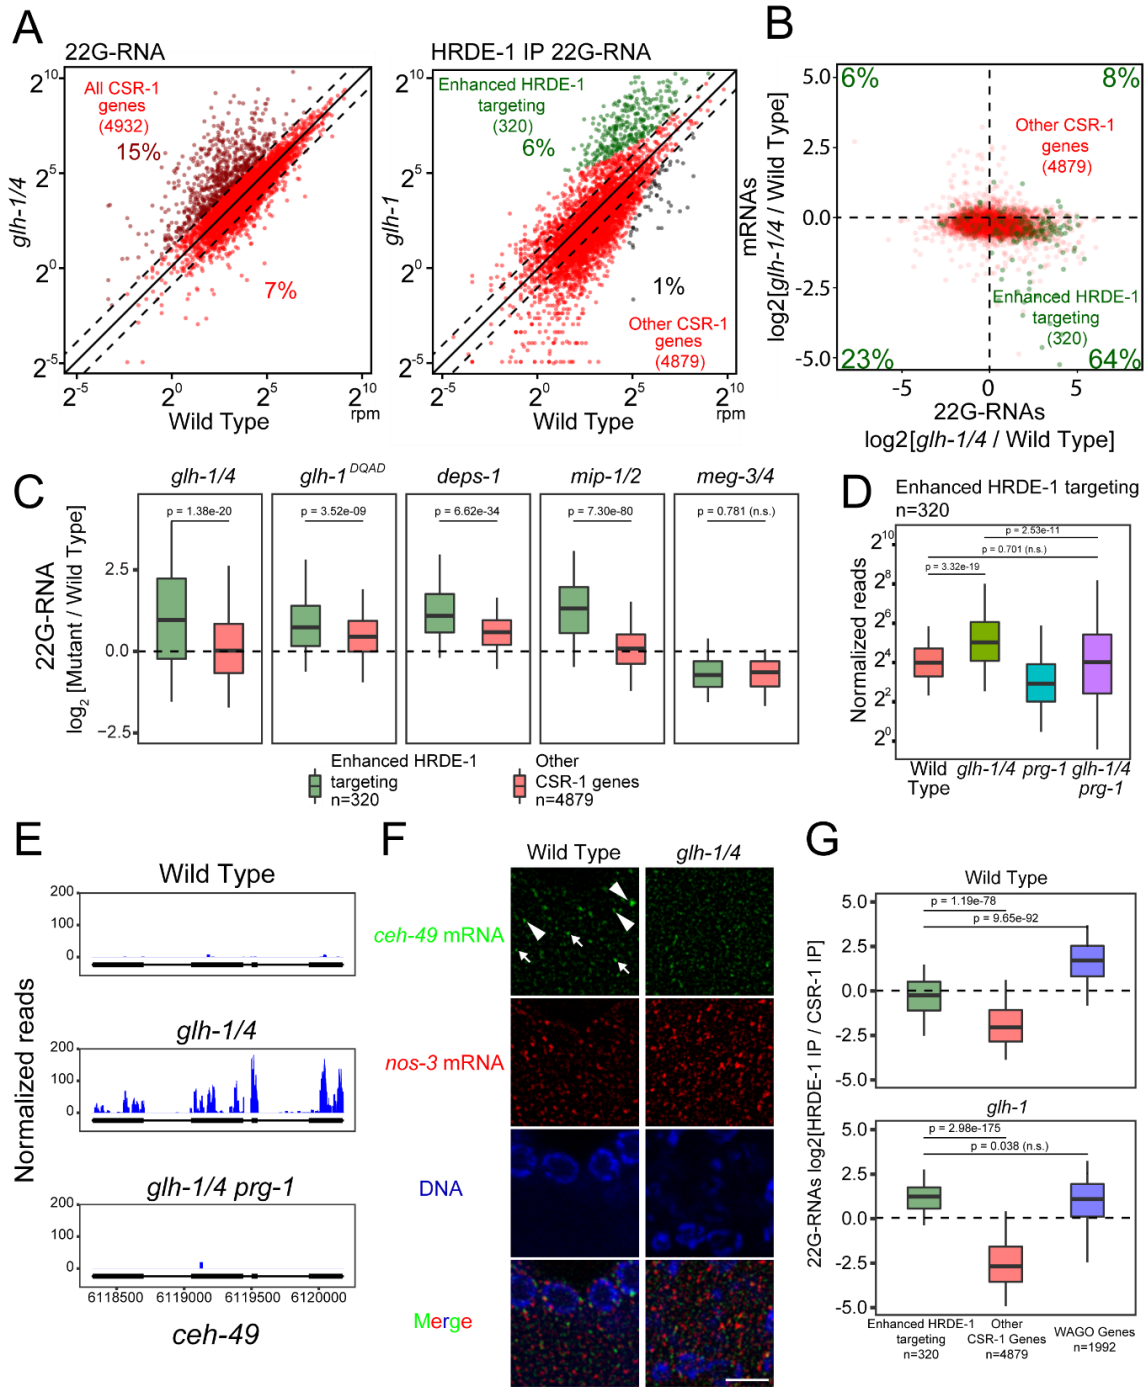 A
22G-RNA
HRDE-1 IP 22G-RNA
2^10
2^5
2^0
2^-5
glh-1/4
All CSR-1
genes
(4932)
15%
7%
2^-5
2^0
2^5
2^10
Wild Type
rpm
2^10
2^5
2^0
2^-5
glh-1
Enhanced HRDE-1
targeting
(320)
6%
1%
Other CSR-1
genes
(4879)
2^-5
2^0
2^5
2^10
Wild Type
rpm
B
mRNAs
log2[glh-1/4 / Wild Type]
5.0
2.5
0.0
-2.5
-5.0
6%
8%
Other CSR-1
genes
(4879)
Enhanced HRDE-1
targeting
(320)
23%
64%
-5
0
5
22G-RNAs
log2[glh-1/4 / Wild Type]
C
glh-1/4
glh-1^DQAD
deps-1
mip-1/2
meg-3/4
22G-RNA
log2 [Mutant / Wild Type]
2.5
0.0
-2.5
p = 1.38e-20
p = 3.52e-09
p = 6.62e-34
p = 7.30e-80
p = 0.781 (n.s.)
Enhanced HRDE-1
targeting
n=320
Other
CSR-1 genes
n=4879
D
Enhanced HRDE-1 targeting
n=320
Normalized reads
2^10
2^8
2^6
2^4
2^2
2^0
p = 2.53e-11
p = 0.701 (n.s.)
p = 3.32e-19
Wild
Type
glh-1/4
prg-1
glh-1/4
prg-1
E
Normalized reads
Wild Type
200
100
0
glh-1/4
200
100
0
glh-1/4 prg-1
200
100
0
6118500
6119000
6119500
6120000
ceh-49
F
Wild Type
glh-1/4
ceh-49 mRNA
nos-3 mRNA
DNA
Merge
G
22G-RNAs log2[HRDE-1 IP / CSR-1 IP]
Wild Type
5.0
2.5
0.0
-2.5
-5.0
p = 1.19e-78
p = 9.65e-92
glh-1
5.0
2.5
0.0
-2.5
-5.0
p = 2.98e-175
p = 0.038 (n.s.)
Enhanced HRDE-1
targeting
n=320
Other
CSR-1 Genes
n=4879
WAGO Genes
n=1992